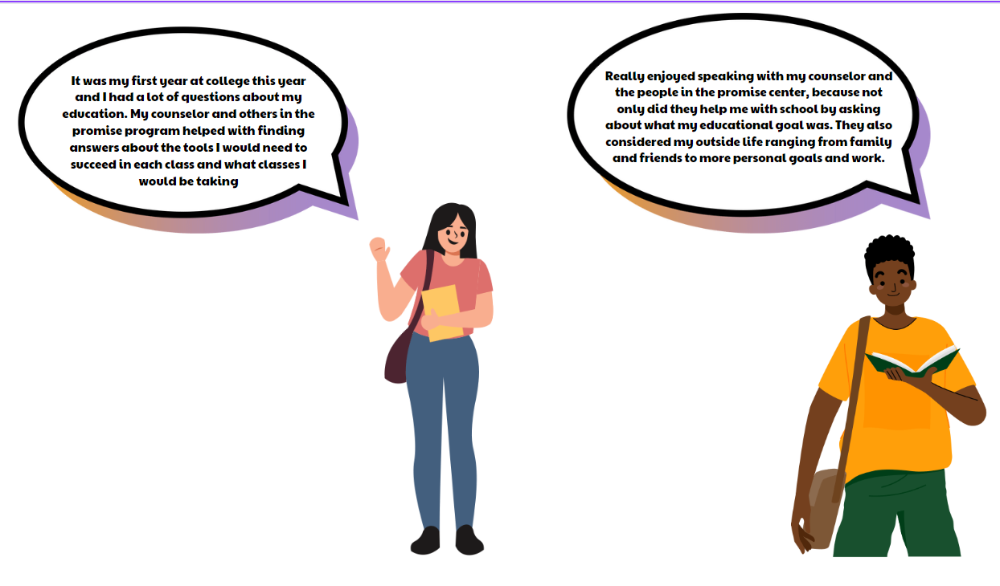 It was my first year at college this year
and I had a lot of questions about my
education. My counselor and others in the
promise program helped with finding
answers about the tools I would need to
succeed in each class and what classes I
would be taking
Really enjoyed speaking with my counselor and
the people in the promise center, because not
only did they help me with school by asking
about what my educational goal was. They also
considered my outside life ranging from family
and friends to more personal goals and work.